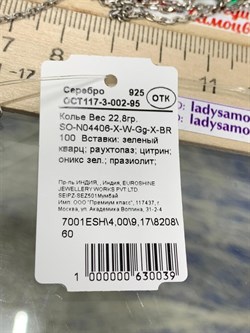 Серебро 925
ОСТ117-3-002-95 ОТК
Колье Вес 22,8гр.
SO-N04406-X-W-Gg-X-BR
100 Вставки: зеленый
кварц; раухтопаз; цитрин;
оникс зел.; празиолит;
Пр-ль ИНДИЯ, , Индия, EUROSHINE
JEWELLERY WORKS PVT LTD.
SEIPZ-SEZ501Мумбай
Имп. ООО "Премиум класс", 117437, г.
Москва, ул. Академика Волгина, 31-2-4
7001ESH\4,00\9,17\8208\
60
1 000000 630039
ladysamo
ladysamo